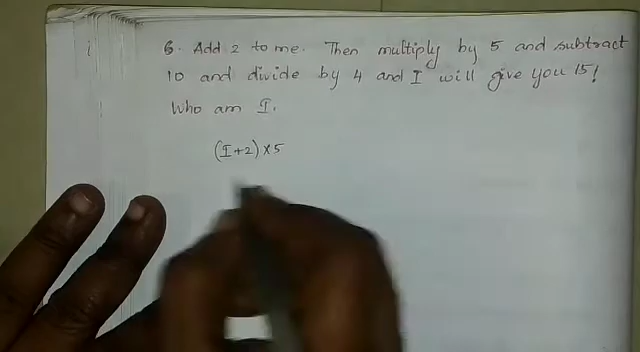 6. Add 2 to me. Then multiply by 5 and subtract
10 and divide by 4 and I will give you 15!
Who am I.
(I+2)×5